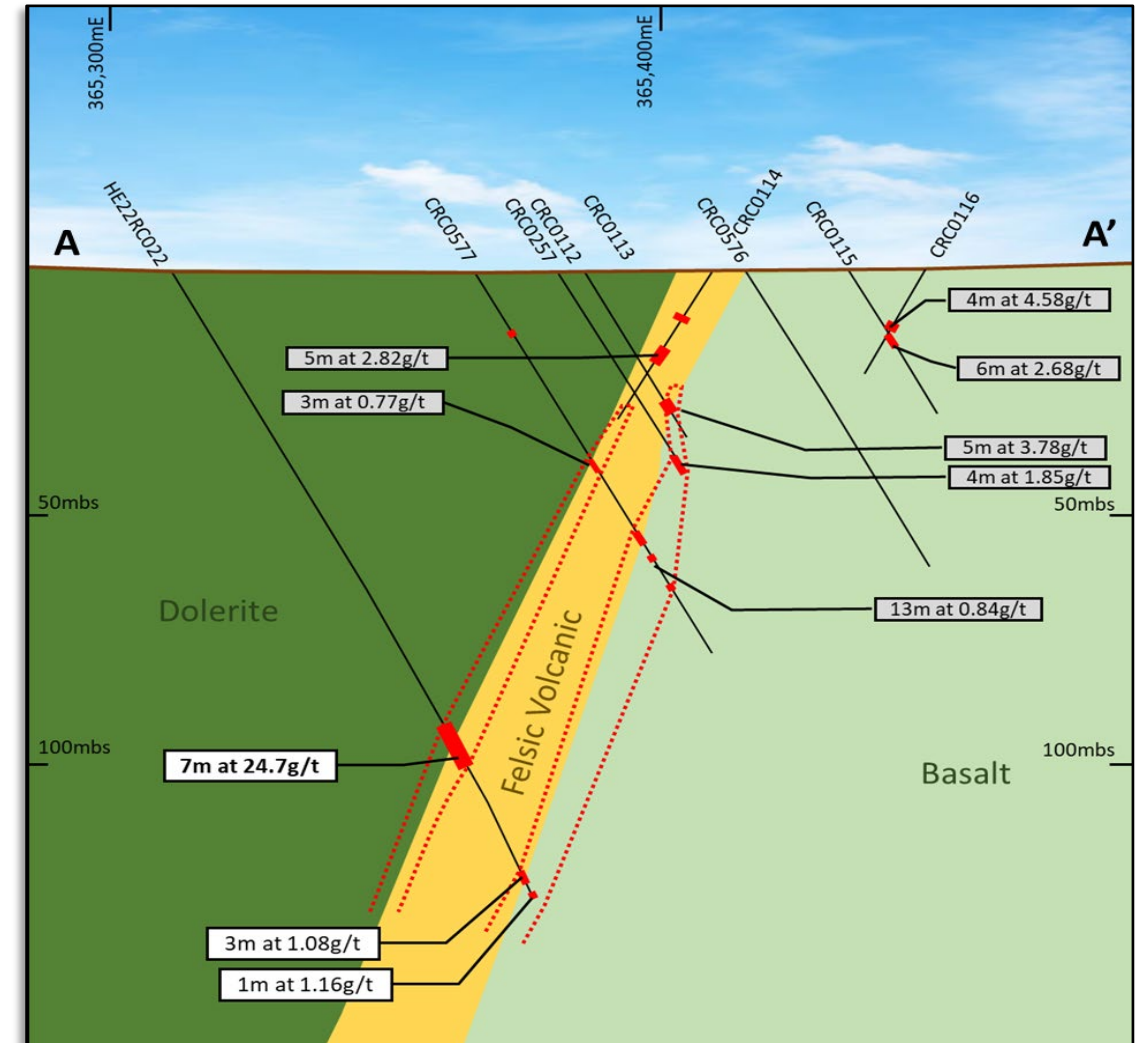 365,300mE
365,400mE
A
HE22RC022
CRC0577
CRC0257
CRC0112
CRC0113
CRC0576
CRC0114
CRC0115
CRC0116
A'
4m at 4.58g/t
5m at 2.82g/t
6m at 2.68g/t
3m at 0.77g/t
5m at 3.78g/t
4m at 1.85g/t
50mbs
50mbs
Dolerite
13m at 0.84g/t
Felsic Volcanic
100mbs
100mbs
7m at 24.7g/t
Basalt
3m at 1.08g/t
1m at 1.16g/t